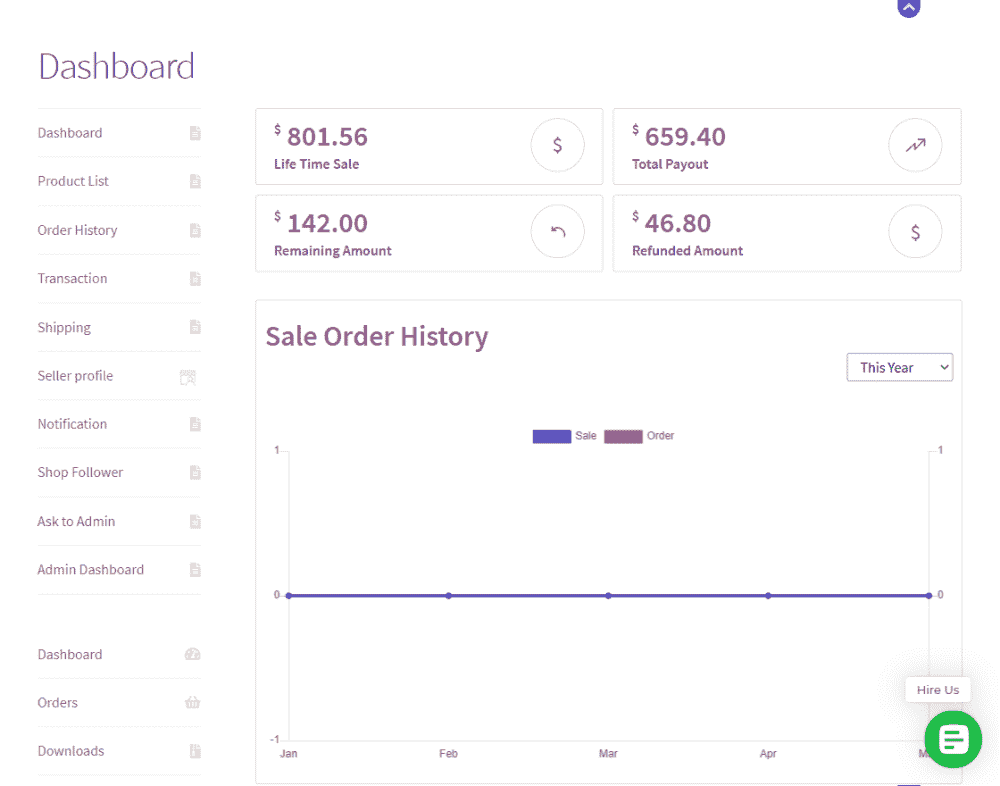 Dashboard
Dashboard
Product List
Order History
Transaction
Shipping
Seller profile
Notification
Shop Follower
Ask to Admin
Admin Dashboard
Dashboard
Orders
Downloads
$ 801.56
Life Time Sale
$ 659.40
Total Payout
$ 142.00
Remaining Amount
$ 46.80
Refunded Amount
$
$
Sale Order History
This Year
Sale Order
1 1
0 0
-1
Jan Feb Mar Apr
Hire Us